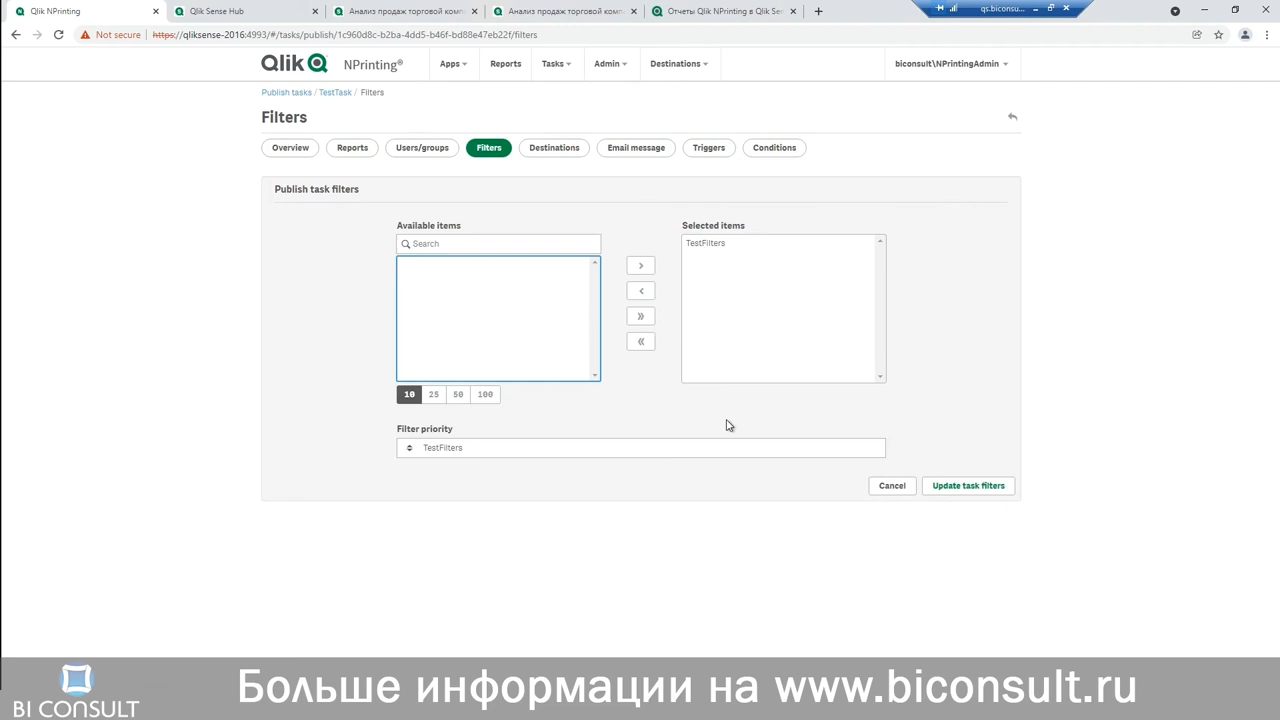 Qlik NPrinting
Qlik Sense Hub
Анализ продаж торговой комп
Анализ продаж торговой комп
Отчеты Qlik NPrinting в Qlik Ser
qs.biconsu...
Not secure
https://qliksense-2016:4993/#/tasks/publish/1c960d8c-b2ba-4dd5-b46f-bd88e47eb22f/filters
Qlik NPrinting®
Apps
Reports
Tasks
Admin
Destinations
biconsult\NPrintingAdmin
Publish tasks / TestTask / Filters
Filters
Overview
Reports
Users/groups
Filters
Destinations
Email message
Triggers
Conditions
Publish task filters
Available items
Selected items
Search
TestFilters
10 25 50 100
Filter priority
TestFilters
Cancel
Update task filters
BI CONSULT
Больше информации на www.biconsult.ru